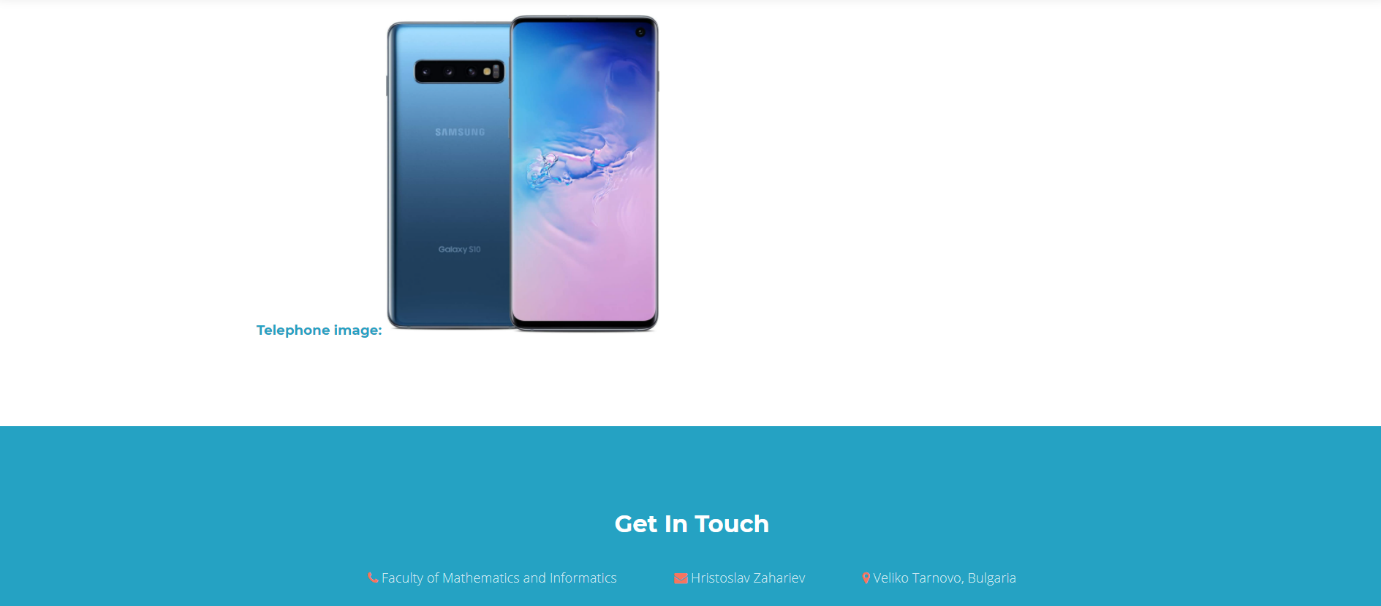 SAMSUNG
Galaxy S10
Telephone image:
Get In Touch
Faculty of Mathematics and Informatics
Hristoslav Zahariev
Veliko Tarnovo, Bulgaria